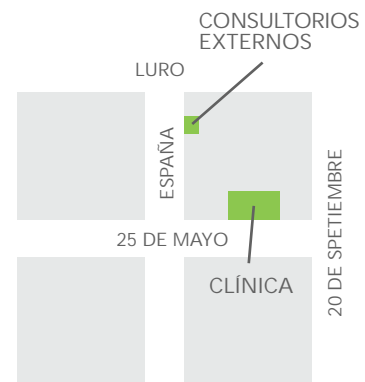 CONSULTORIOS
EXTERNOS
LURO
ESPAÑA
20 DE SPETIEMBRE
25 DE MAYO
CLÍNICA